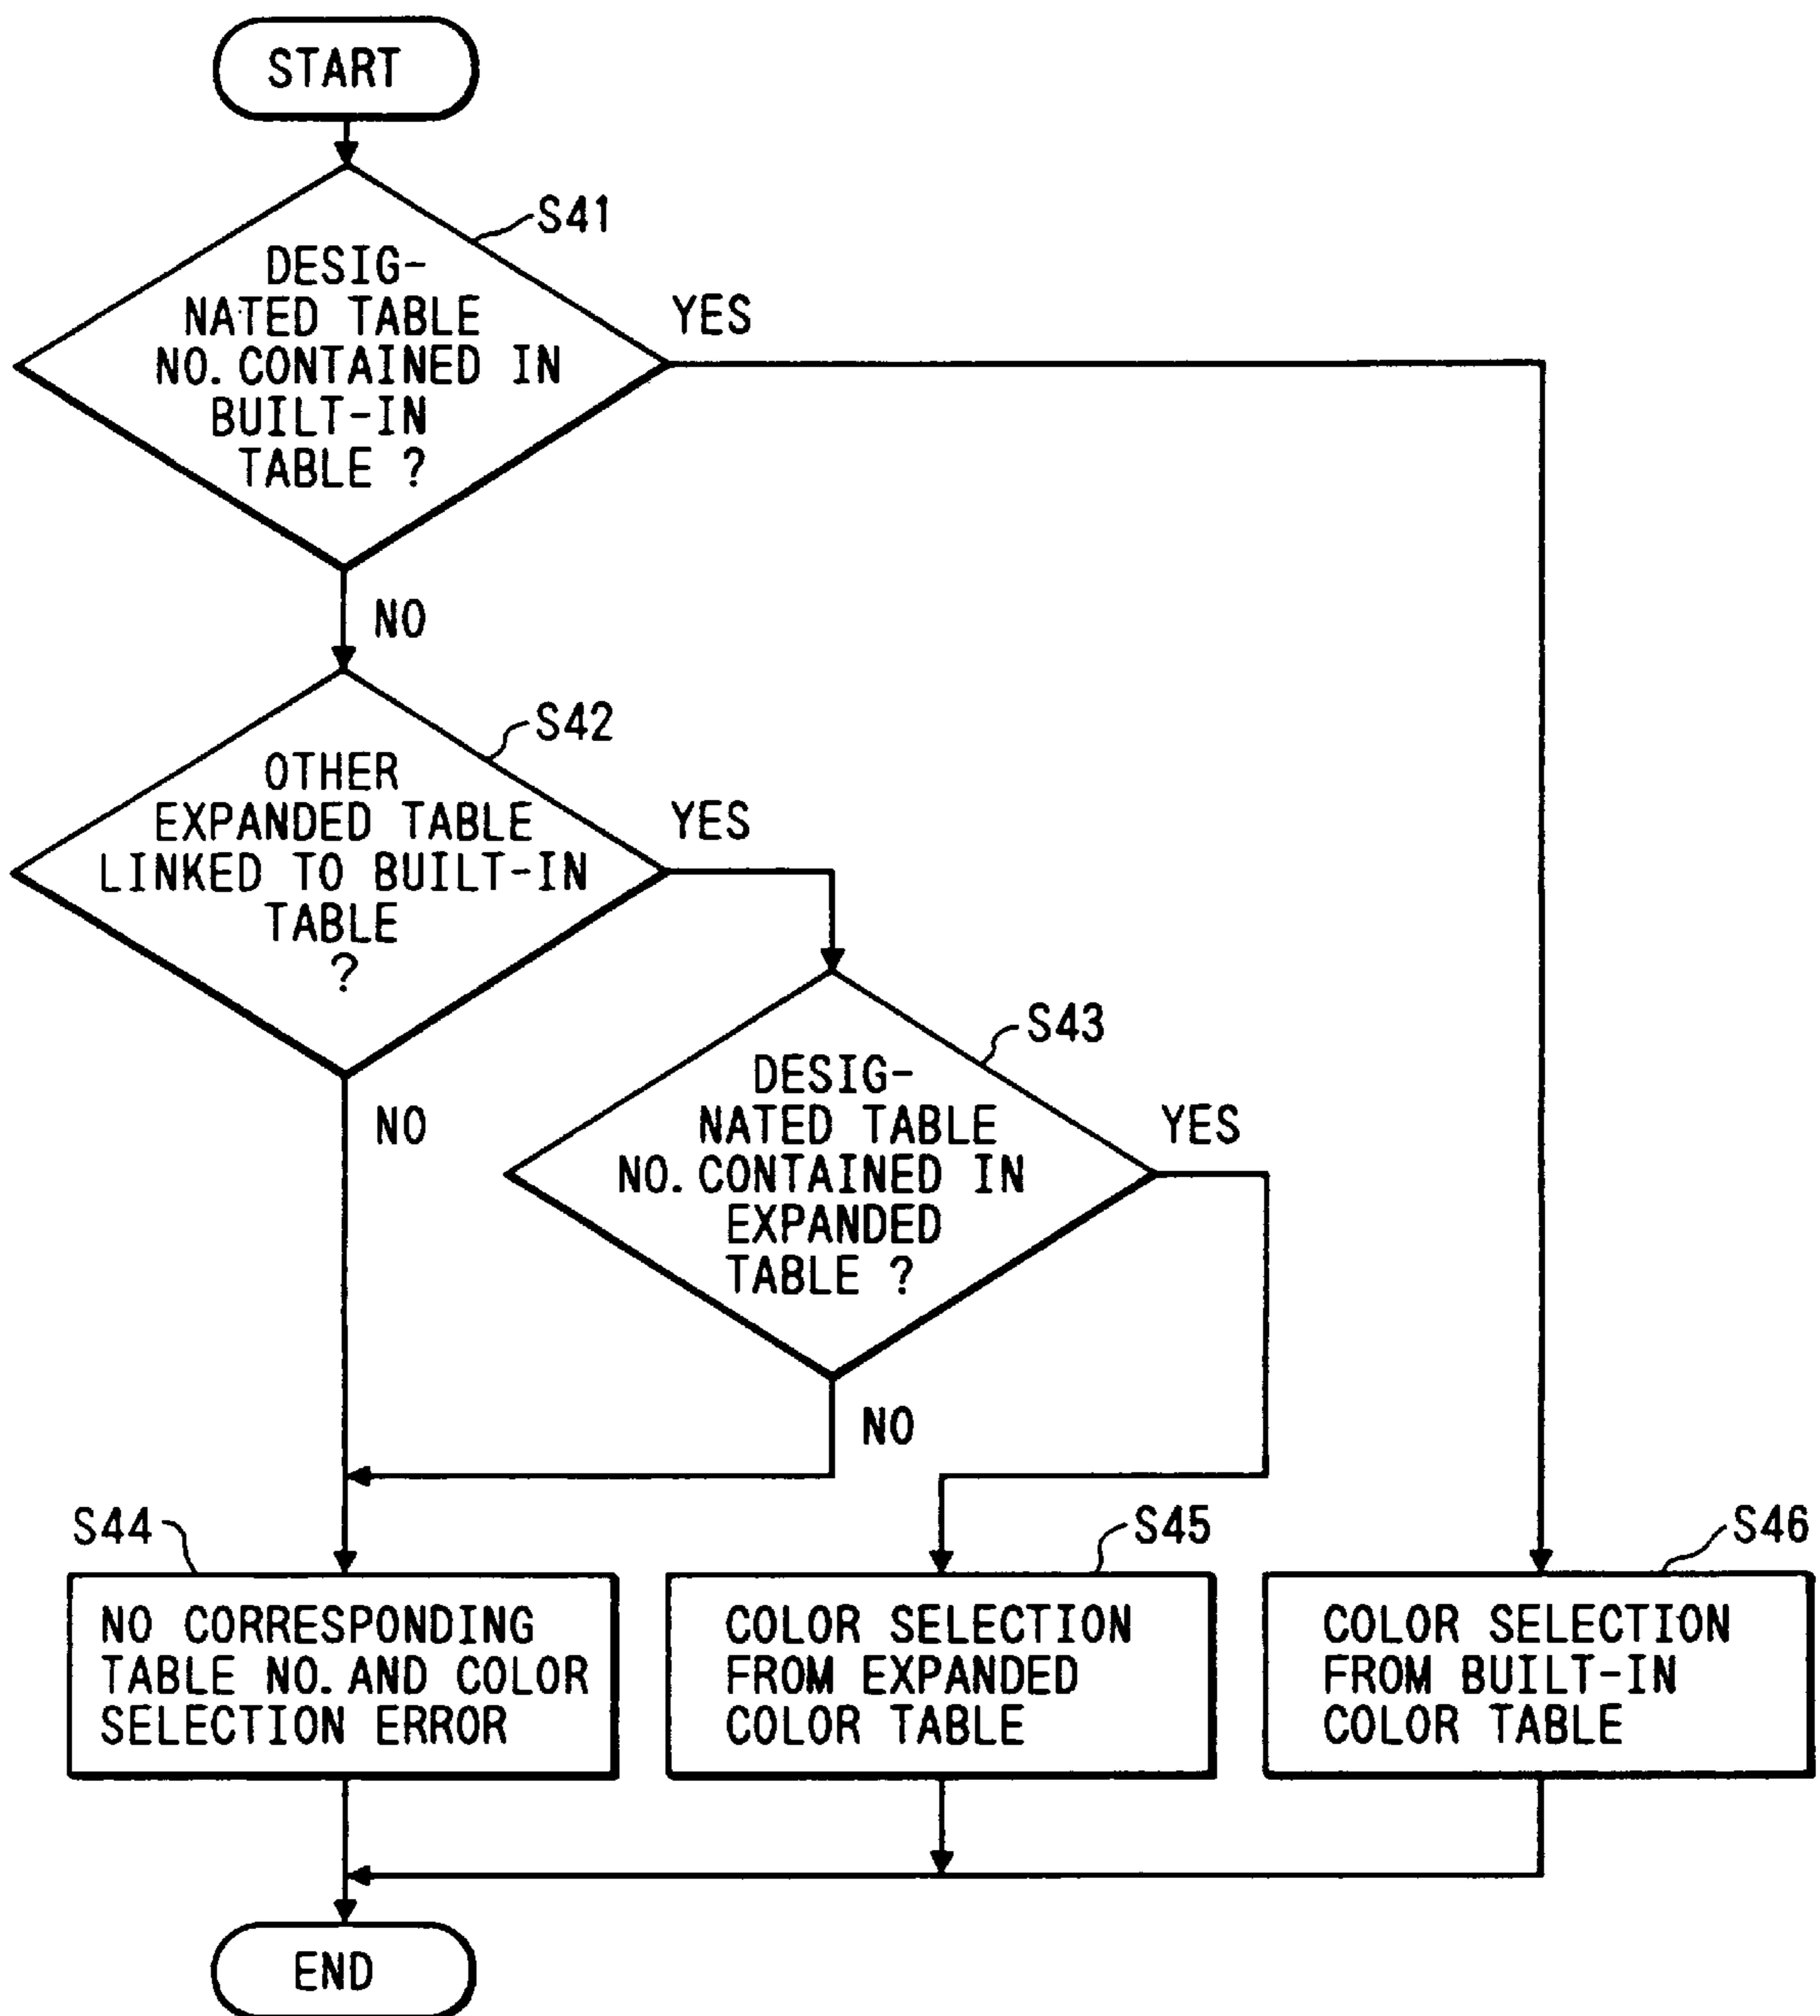 START
S41
DESIG-
NATED TABLE
NO. CONTAINED IN
BUILT-IN
TABLE ?
YES
NO
S42
OTHER
EXPANDED TABLE
LINKED TO BUILT-IN
TABLE
?
YES
NO
S43
DESIG-
NATED TABLE
NO. CONTAINED IN
EXPANDED
TABLE ?
YES
NO
S44
NO CORRESPONDING
TABLE NO. AND COLOR
SELECTION ERROR
S45
COLOR SELECTION
FROM EXPANDED
COLOR TABLE
S46
COLOR SELECTION
FROM BUILT-IN
COLOR TABLE
END